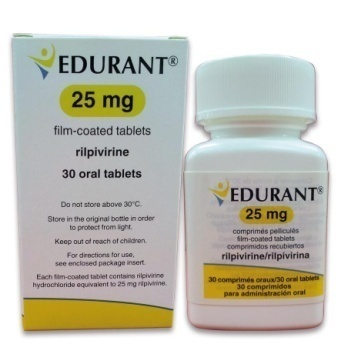 EDURANT®
25 mg
film-coated tablets
rilpivirine
30 oral tablets
Do not store above 30°C.
Store in the original bottle in order
to protect from light.
Keep out of reach of children.
For directions for use,
see enclosed package insert.
Each film-coated tablet contains rilpivirine
hydrochloride equivalent to 25 mg rilpivirine.
EDURANT®
25 mg
comprimés pelliculés
film-coated tablets
comprimidos recubiertos
rilpivirine/rilpivirina
30 comprimés oraux/30 oral tablets
30 comprimidos
para administración oral